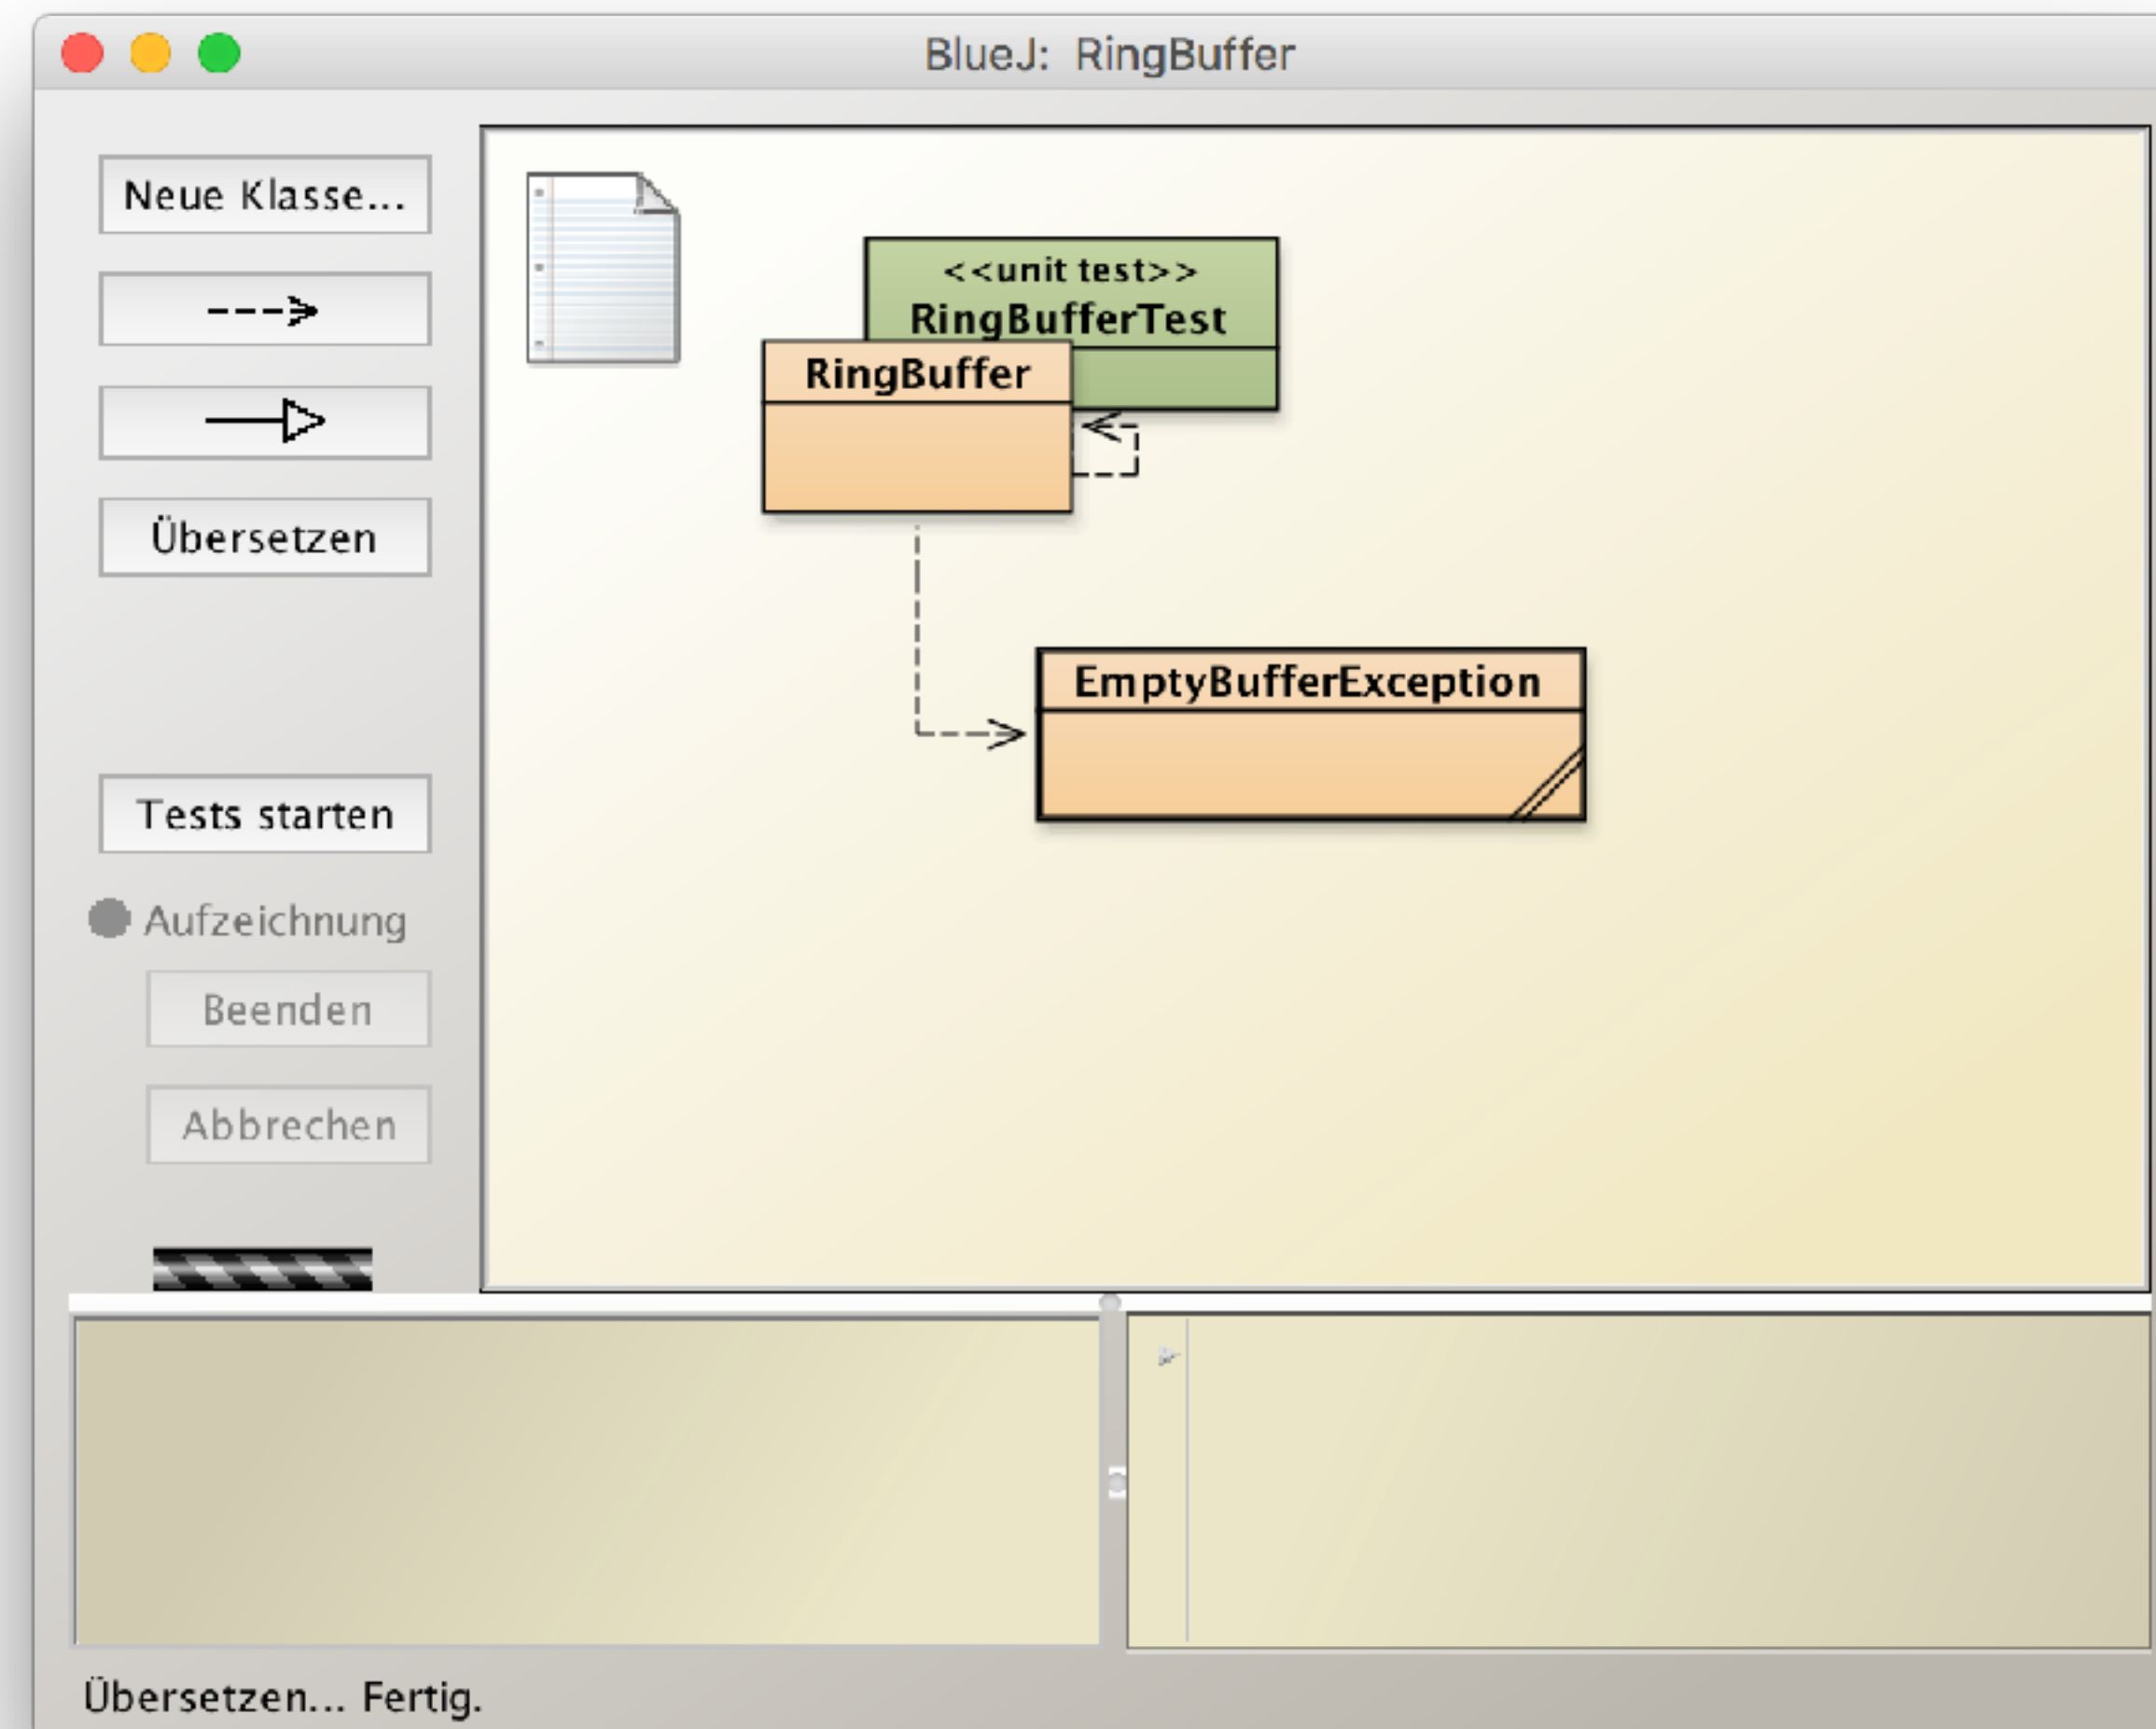 BlueJ: RingBuffer
Neue Klasse...
Übersetzen
Tests starten
Aufzeichnung
Beenden
Abbrechen
<<unit test>>
RingBufferTest
RingBuffer
EmptyBufferException
Übersetzen... Fertig.